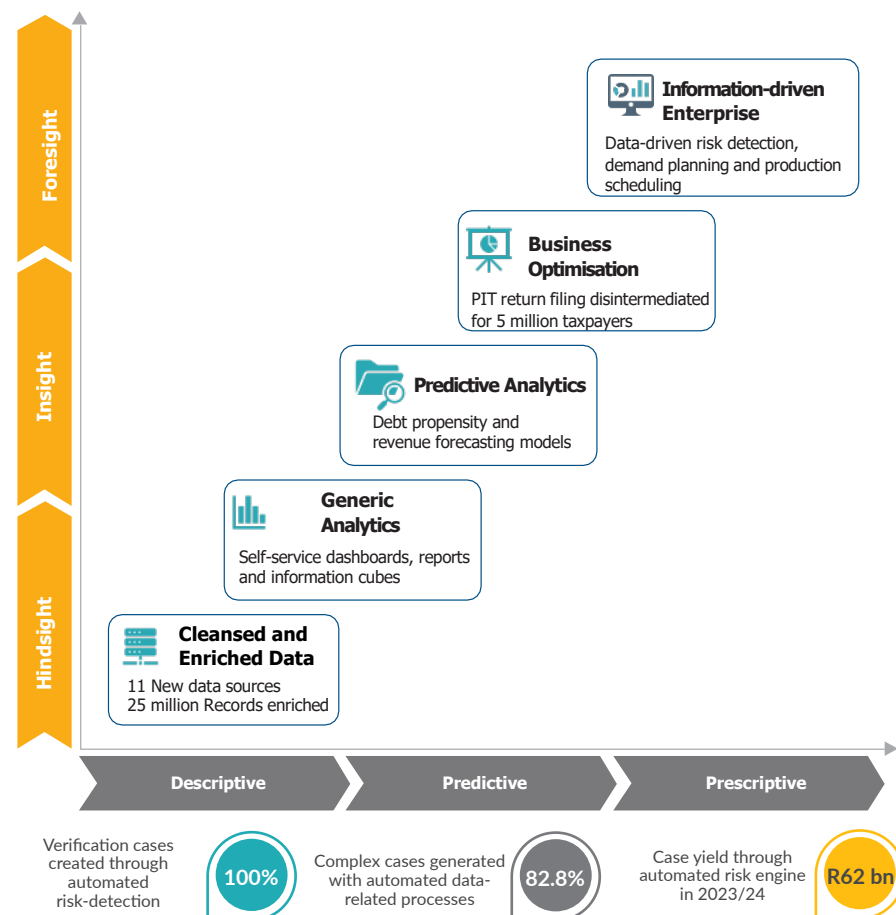 Foresight
Information-driven
Enterprise
Data-driven risk detection,
demand planning and production
scheduling
Business
Optimisation
PIT return filing disintermediated
for 5 million taxpayers
Insight
Predictive Analytics
Debt propensity and
revenue forecasting models
Generic
Analytics
Self-service dashboards, reports
and information cubes
Hindsight
Cleansed and
Enriched Data
11 New data sources
25 million Records enriched
Descriptive
Predictive
Prescriptive
Verification cases
created through
automated
risk-detection
100%
Complex cases generated
with automated data-
related processes
82.8%
Case yield through
automated risk engine
in 2023/24
R62 bn